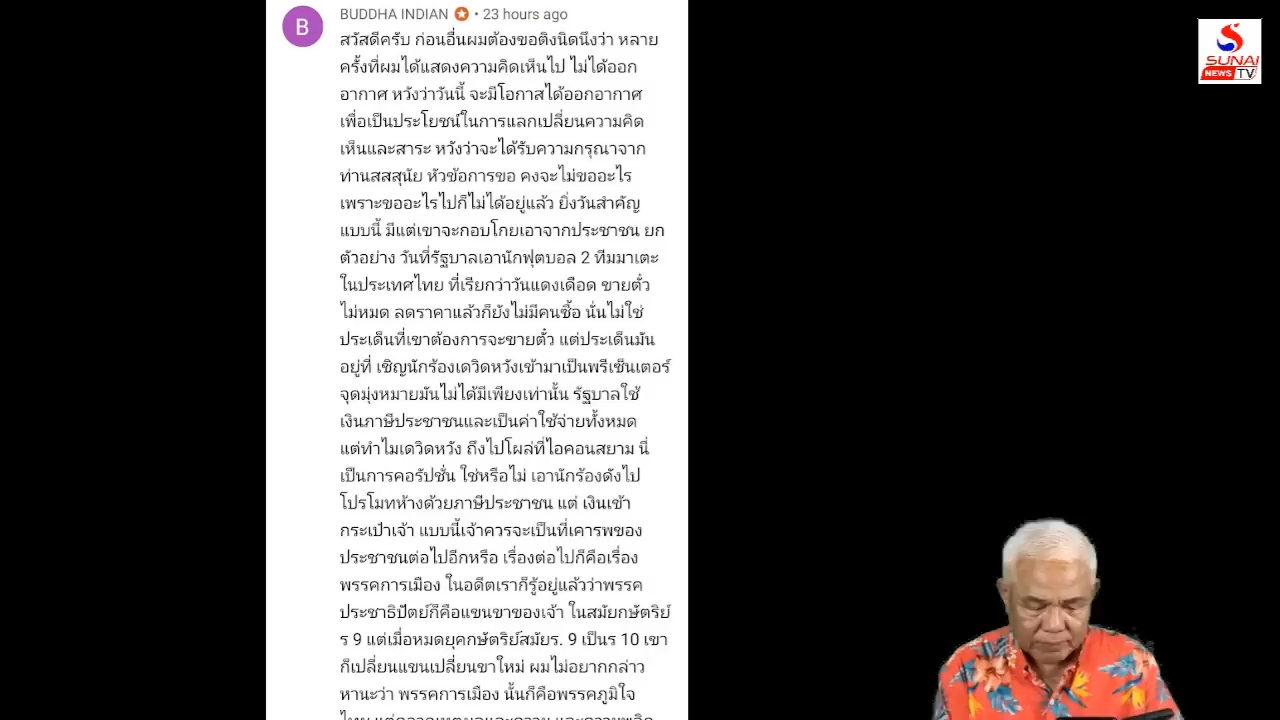 B
BUDDHA INDIAN • 23 hours ago
สวัสดีครับ ก่อนอื่นผมต้องขอติงนิดนึงว่า หลาย
ครั้งที่ผมได้แสดงความคิดเห็นไป ไม่ได้ออก
อากาศ หวังว่าวันนี้ จะมีโอกาสได้ออกอากาศ
เพื่อเป็นประโยชน์ในการแลกเปลี่ยนความคิด
เห็นและสาระ หวังว่าจะได้รับความกรุณาจาก
ท่านสสสุนัย หัวข้อการขอ คงจะไม่ขออะไร
เพราะขออะไรไปก็ไม่ได้อยู่แล้ว ยิ่งวันสำคัญ
แบบนี้ มีแต่เขาจะกอบโกยเอาจากประชาชน ยก
ตัวอย่าง วันที่รัฐบาลเอานักฟุตบอล 2 ทีมมาเตะ
ในประเทศไทย ที่เรียกว่าวันแดงเดือด ขายตั๋ว
ไม่หมด ลดราคาแล้วก็ยังไม่มีคนซื้อ นั่นไม่ใช่
ประเด็นที่เขาต้องการจะขายตั๋ว แต่ประเด็นมัน
อยู่ที่ เชิญนักร้องเดวิดหวังเข้ามาเป็นพรีเซ็นเตอร์
จุดมุ่งหมายมันไม่ได้มีเพียงเท่านั้น รัฐบาลใช้
เงินภาษีประชาชนและเป็นค่าใช้จ่ายทั้งหมด
แต่ทำไมเดวิดหวัง ถึงไปโผล่ที่ไอคอนสยาม นี่
เป็นการคอรัปชั่น ใช่หรือไม่ เอานักร้องดังไป
โปรโมทห้างด้วยภาษีประชาชน แต่ เงินเข้า
กระเป๋าเจ้า แบบนี้เจ้าควรจะเป็นที่เคารพของ
ประชาชนต่อไปอีกหรือ เรื่องต่อไปก็คือเรื่อง
พรรคการเมือง ในอดีตเราก็รู้อยู่แล้วว่าพรรค
ประชาธิปัตย์ก็คือแขนขาของเจ้า ในสมัยกษัตริย์
ร 9 แต่เมื่อหมดยุคกษัตริย์สมัยร. 9 เป็นร 10 เขา
ก็เปลี่ยนแขนเปลี่ยนขาใหม่ ผมไม่อยากกล่าว
หานะว่า พรรคการเมือง นั้นก็คือพรรคภูมิใจ
SUNAI
NEWS TV